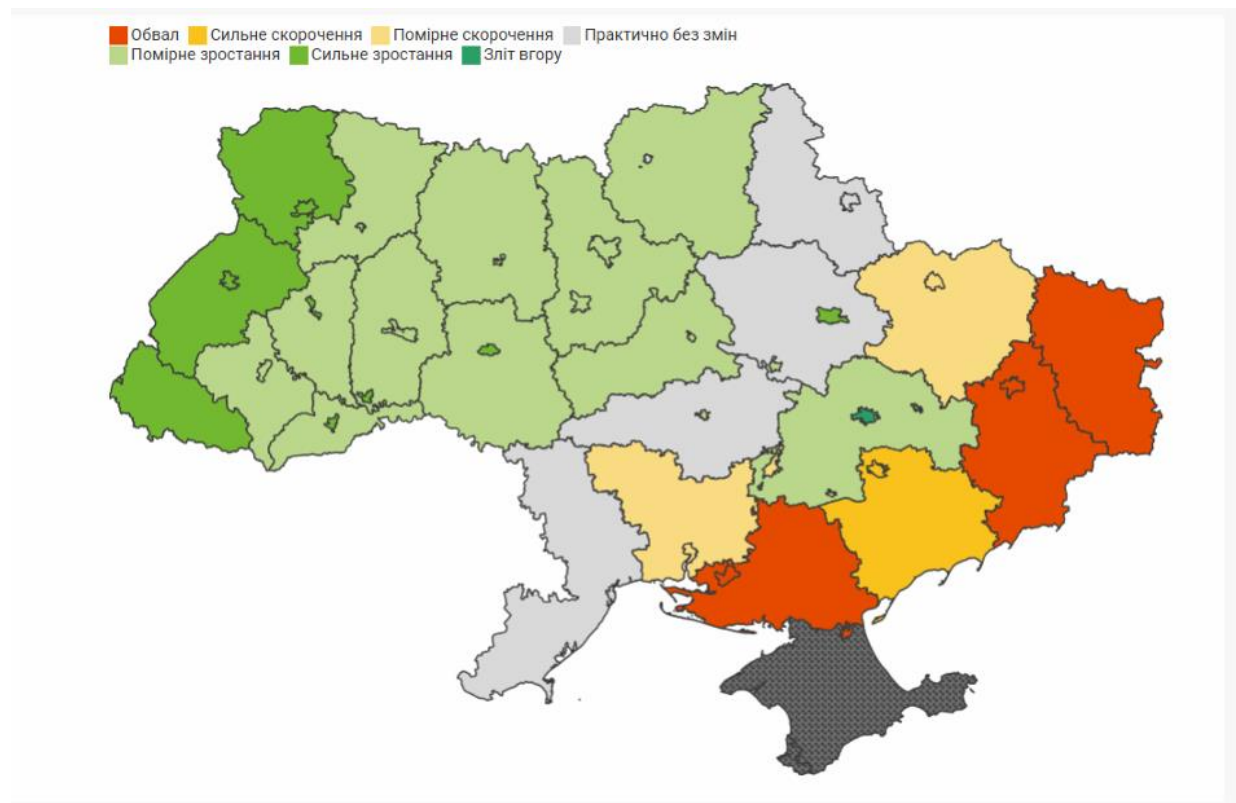 Обвал Сильне скорочення Помірне скорочення Практично без змін
Помірне зростання Сильне зростання Зліт вгору